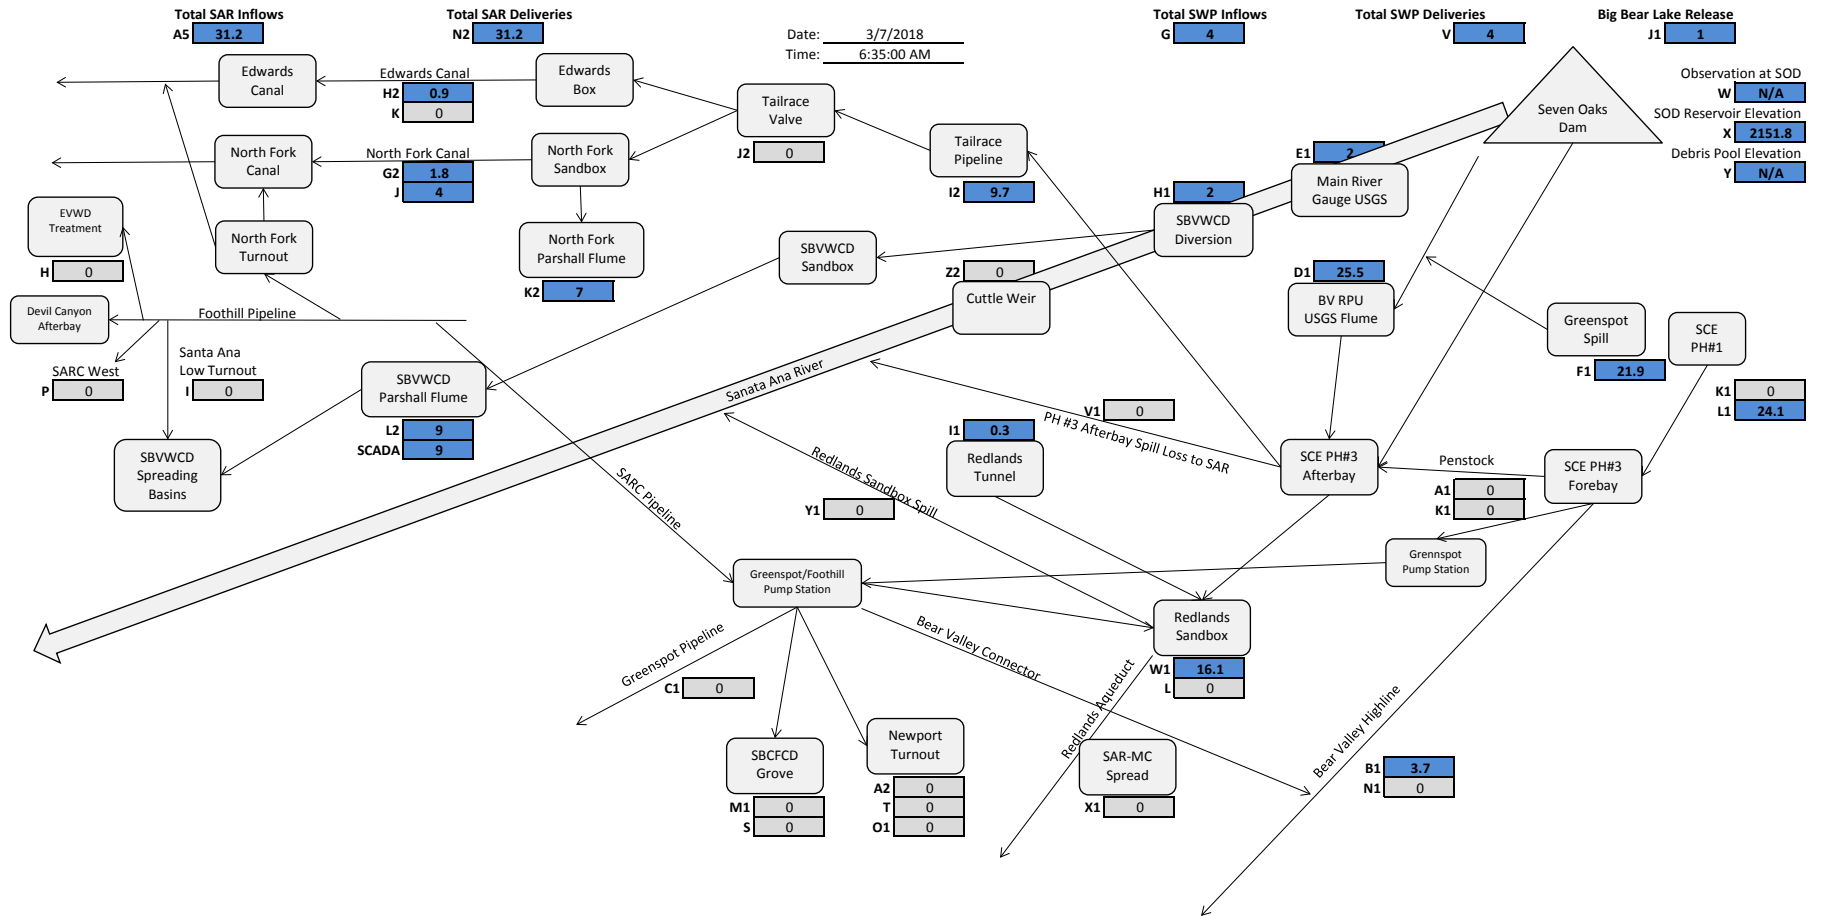 Total SAR Inflows
A5 31.2
Total SAR Deliveries
N2 31.2
Date: 3/7/2018
Time: 6:35:00 AM
Total SWP Inflows
G 4
Total SWP Deliveries
V 4
Big Bear Lake Release
J1 1
Observation at SOD
W N/A
SOD Reservoir Elevation
X 2151.8
Debris Pool Elevation
Y N/A
Seven Oaks
Dam
Edwards
Canal
Edwards Canal
H2 0.9
K 0
Edwards
Box
Tailrace
Valve
J2 0
Tailrace
Pipeline
I2 9.7
E1 2
Main River
Gauge USGS
H1 2
SBVWCD
Diversion
North Fork
Canal
North Fork Canal
G2 1.8
J 4
North Fork
Sandbox
North Fork
Parshall Flume
K2 7
EVWD
Treatment
H 0
North Fork
Turnout
SBVWCD
Sandbox
Z2 0
Cuttle Weir
D1 25.5
BV RPU
USGS Flume
Greenspot
Spill
F1 21.9
SCE
PH#1
K1 0
L1 24.1
Devil Canyon
Afterbay
Foothill Pipeline
SARC West
P 0
Santa Ana
Low Turnout
I 0
SBVWCD
Parshall Flume
L2 9
SCADA 9
SBVWCD
Spreading
Basins
Sanata Ana River
V1 0
PH #3 Afterbay Spill Loss to SAR
I1 0.3
Redlands
Tunnel
SCE PH#3
Afterbay
Penstock
A1 0
K1 0
SCE PH#3
Forebay
SARC Pipeline
Redlands Sandbox Spill
Y1 0
Grennspot
Pump Station
Greenspot/Foothill
Pump Station
Redlands
Sandbox
W1 16.1
L 0
Greenspot Pipeline
C1 0
Bear Valley Connector
Redlands Aqueduct
Bear Valley Highline
SBCFCD
Grove
M1 0
S 0
Newport
Turnout
A2 0
T 0
O1 0
SAR-MC
Spread
X1 0
B1 3.7
N1 0